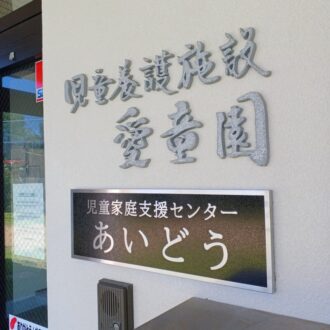 児童養護施設
愛童園
児童家庭支援センター
あいどう